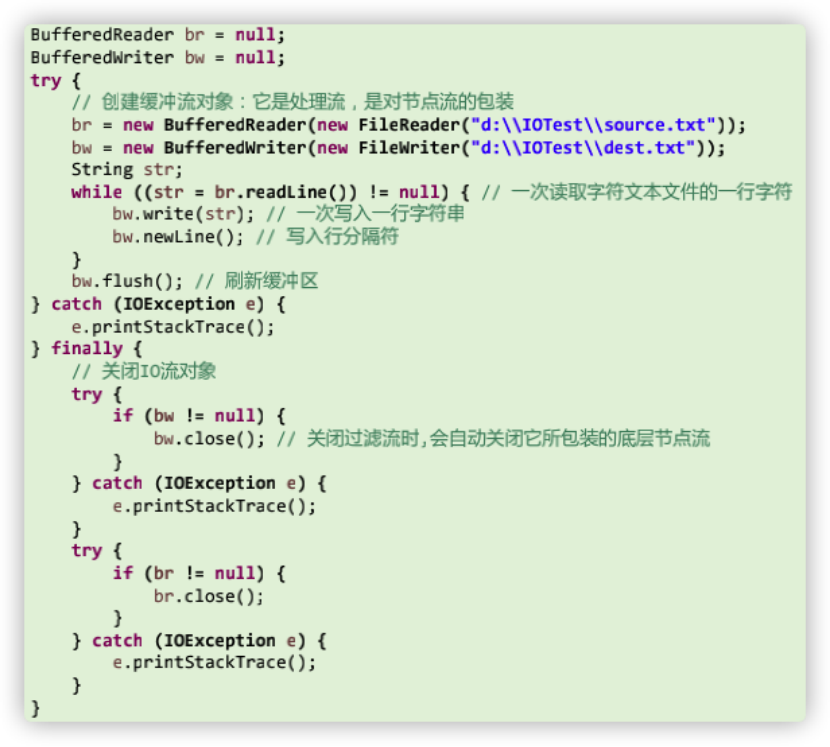 BufferedReader br = null;
BufferedWriter bw = null;
try {
    // 创建缓冲流对象：它是处理流，是对节点流的包装
    br = new BufferedReader(new FileReader("d:\\IOTest\\source.txt"));
    bw = new BufferedWriter(new FileWriter("d:\\IOTest\\dest.txt"));
    String str;
    while ((str = br.readLine()) != null) { // 一次读取字符文本文件的一行字符
        bw.write(str); // 一次写入一行字符串
        bw.newLine(); // 写入行分隔符
    }
    bw.flush(); // 刷新缓冲区
} catch (IOException e) {
    e.printStackTrace();
} finally {
    // 关闭IO流对象
    try {
        if (bw != null) {
            bw.close(); // 关闭过滤流时,会自动关闭它所包装的底层节点流
        }
    } catch (IOException e) {
        e.printStackTrace();
    }
    try {
        if (br != null) {
            br.close();
        }
    } catch (IOException e) {
        e.printStackTrace();
    }
}